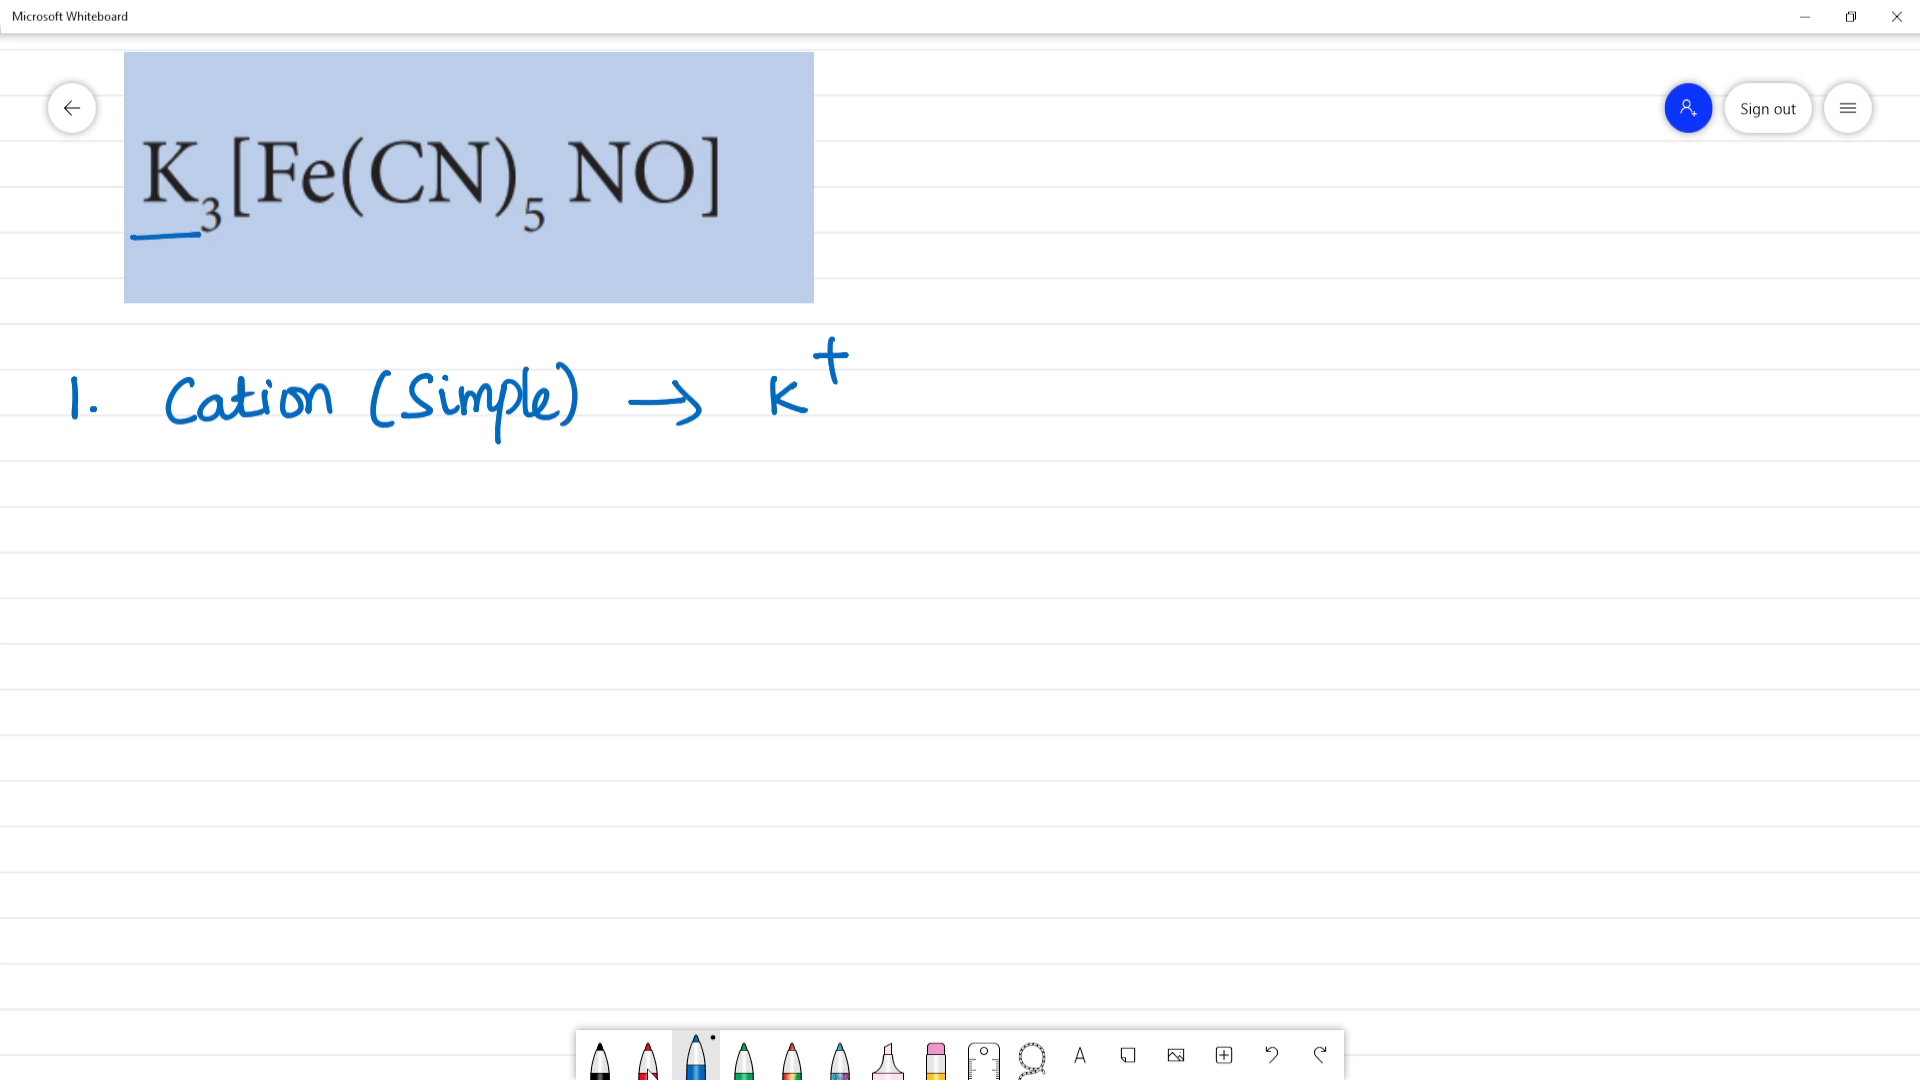 Microsoft Whiteboard
Sign out
K₃[Fe(CN)₅ NO]
1. Cation (Simple) → K⁺
A